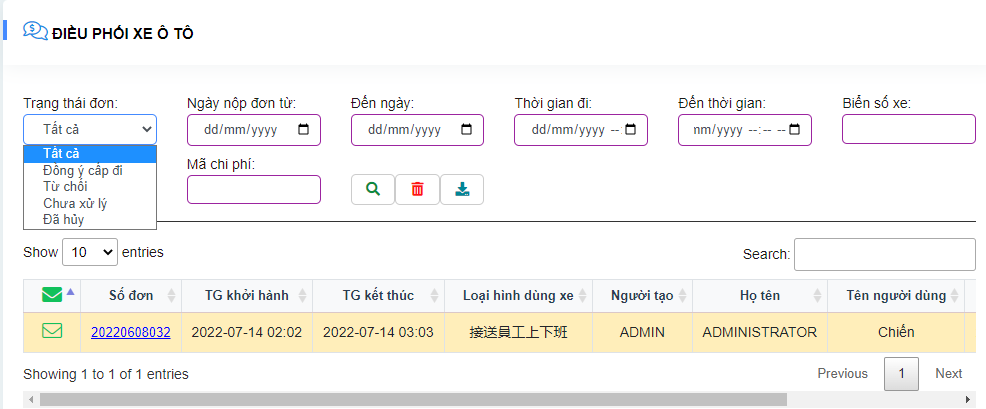 ĐIỀU PHỐI XE Ô TÔ
Trạng thái đơn: Ngày nộp đơn từ: Đến ngày: Thời gian đi: Đến thời gian: Biển số xe:
Tất cả dd/mm/yyyy dd/mm/yyyy dd/mm/yyyy -- nm/yyyy --:-- --
Tất cả
Đồng ý cấp đi
Từ chối
Chưa xử lý
Đã hủy
Mã chi phí:
Show 10 entries Search:
Số đơn TG khởi hành TG kết thúc Loại hình dùng xe Người tạo Họ tên Tên người dùng
20220608032 2022-07-14 02:02 2022-07-14 03:03 接送員工上下班 ADMIN ADMINISTRATOR Chiến
Showing 1 to 1 of 1 entries Previous 1 Next